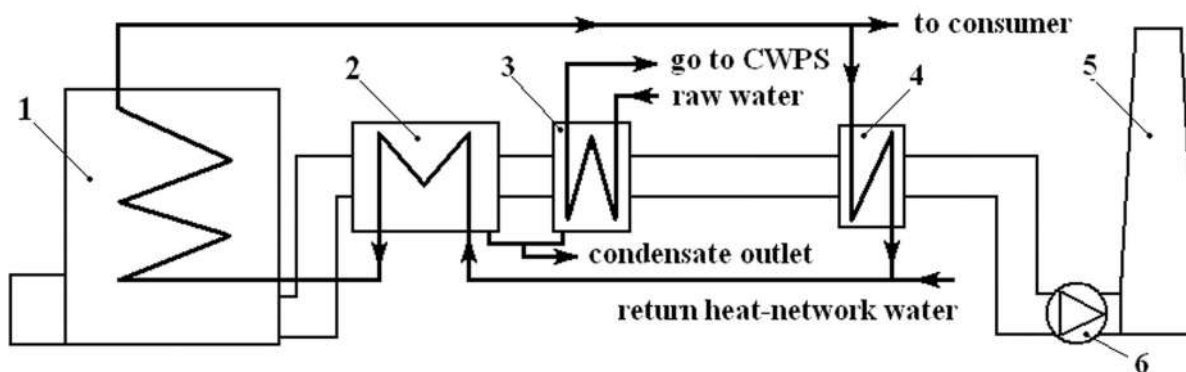 to consumer
go to CWPS
raw water
1
2
3
4
5
condensate outlet
return heat-network water
6